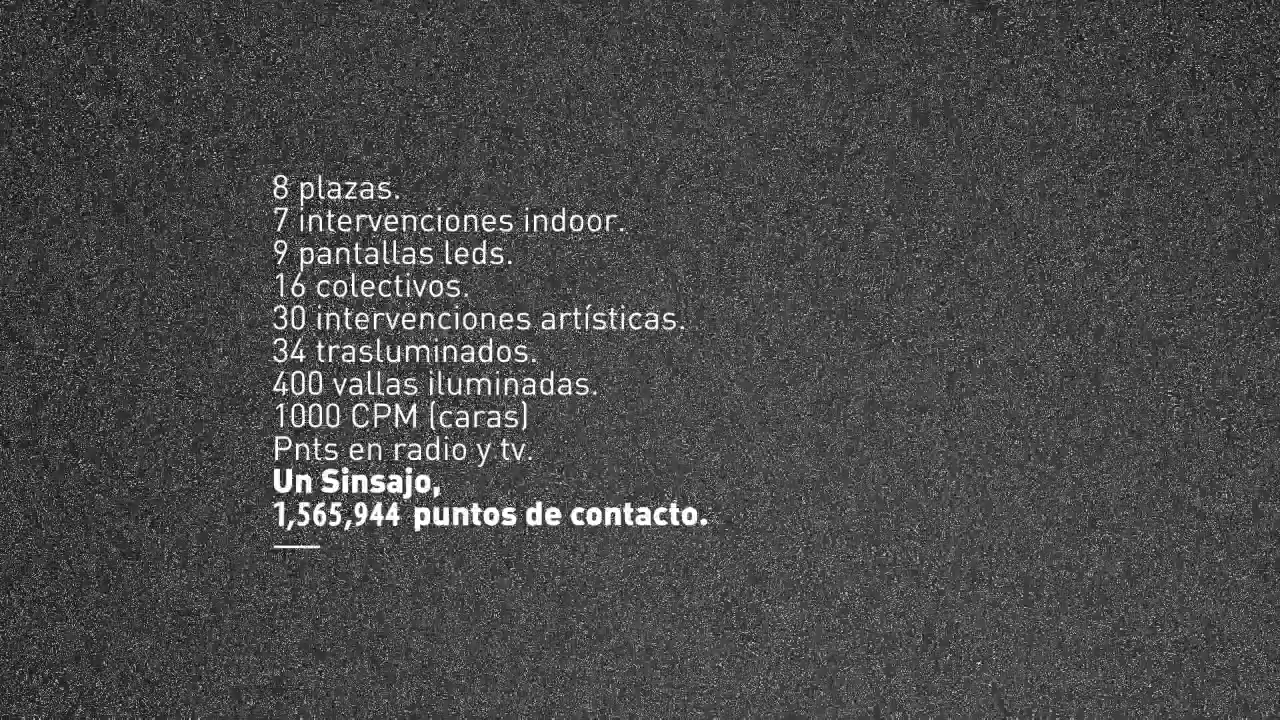 8 plazas.
7 intervenciones indoor.
9 pantallas leds.
16 colectivos.
30 intervenciones artísticas.
34 trasluminados.
400 vallas iluminadas.
1000 CPM (caras)
Pnts en radio y tv.
Un Sinsajo,
1,565,944 puntos de contacto.